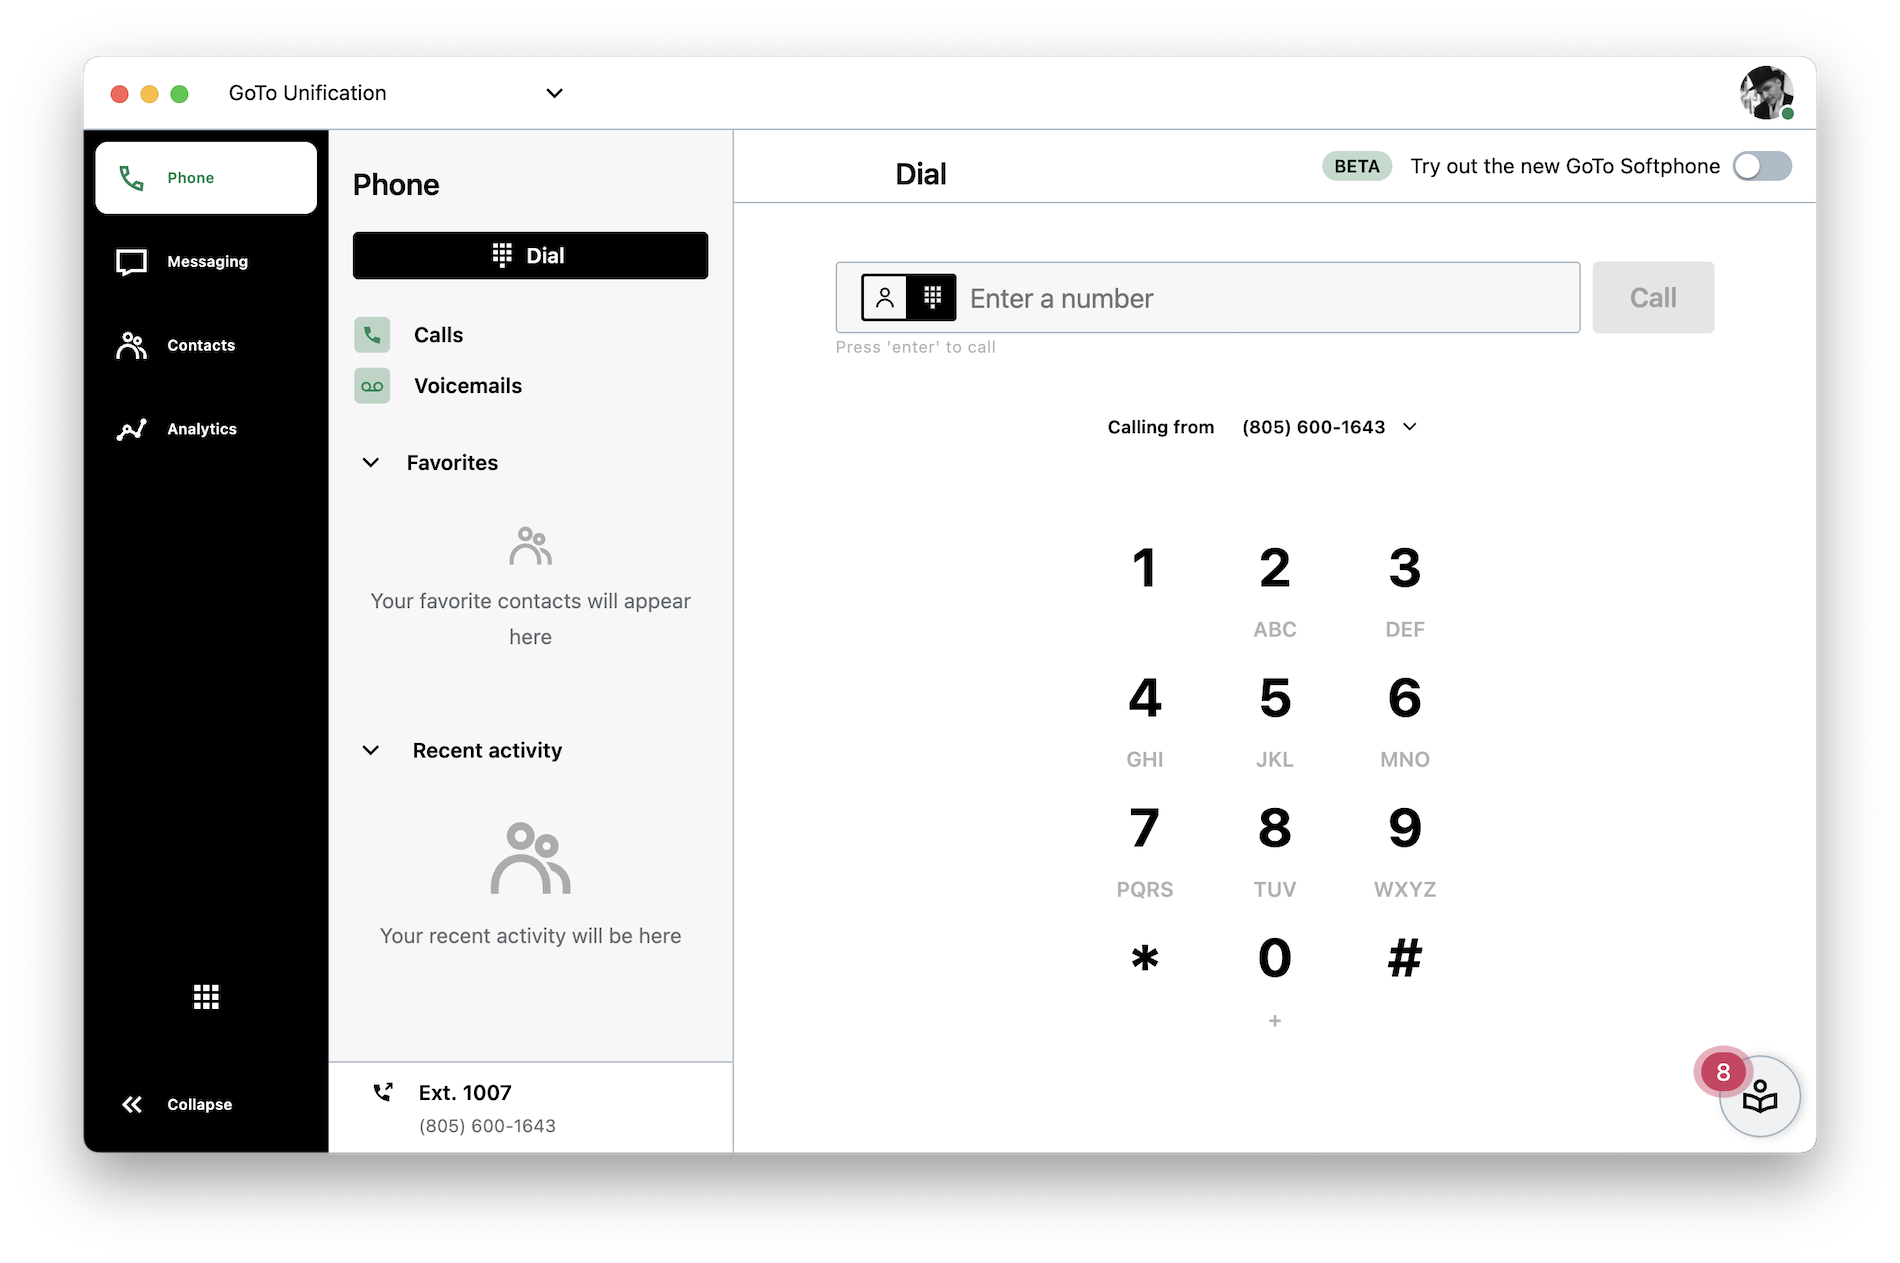 GoTo Unification
Phone
Messaging
Contacts
Analytics
Collapse
Phone
Dial
Calls
Voicemails
Favorites
Your favorite contacts will appear
here
Recent activity
Your recent activity will be here
Ext. 1007
(805) 600-1643
Dial
BETA Try out the new GoTo Softphone
Enter a number
Call
Press 'enter' to call
Calling from (805) 600-1643
1 2 3
ABC DEF
4 5 6
GHI JKL MNO
7 8 9
PQRS TUV WXYZ
* 0 #
+
8